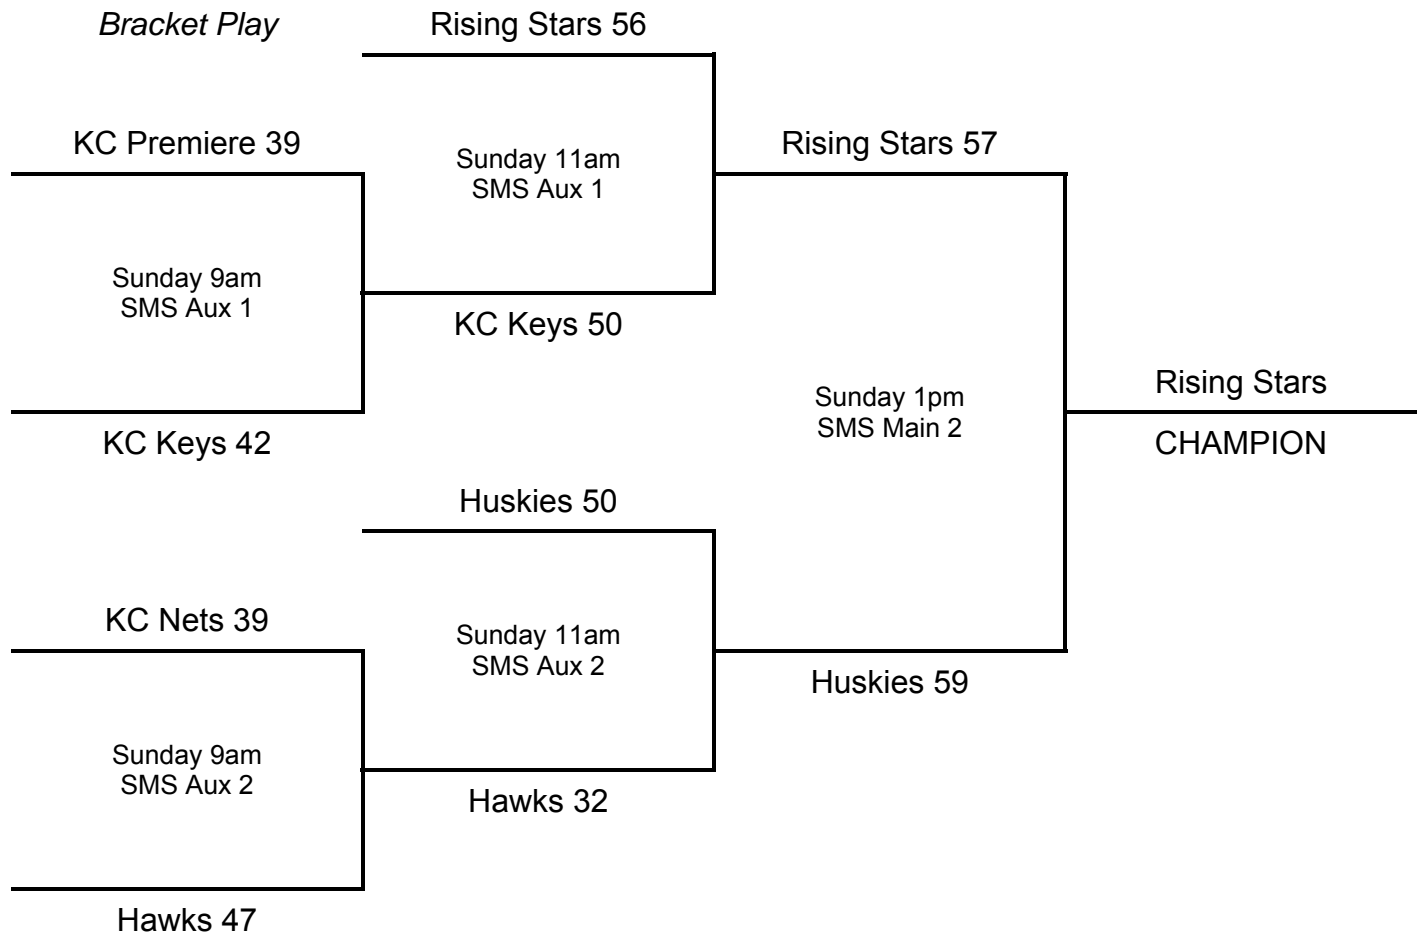 Bracket Play
Rising Stars 56
KC Premiere 39
Sunday 11am
SMS Aux 1
Rising Stars 57
Sunday 9am
SMS Aux 1
KC Keys 50
Sunday 1pm
SMS Main 2
Rising Stars
CHAMPION
KC Keys 42
Huskies 50
KC Nets 39
Sunday 11am
SMS Aux 2
Huskies 59
Sunday 9am
SMS Aux 2
Hawks 32
Hawks 47